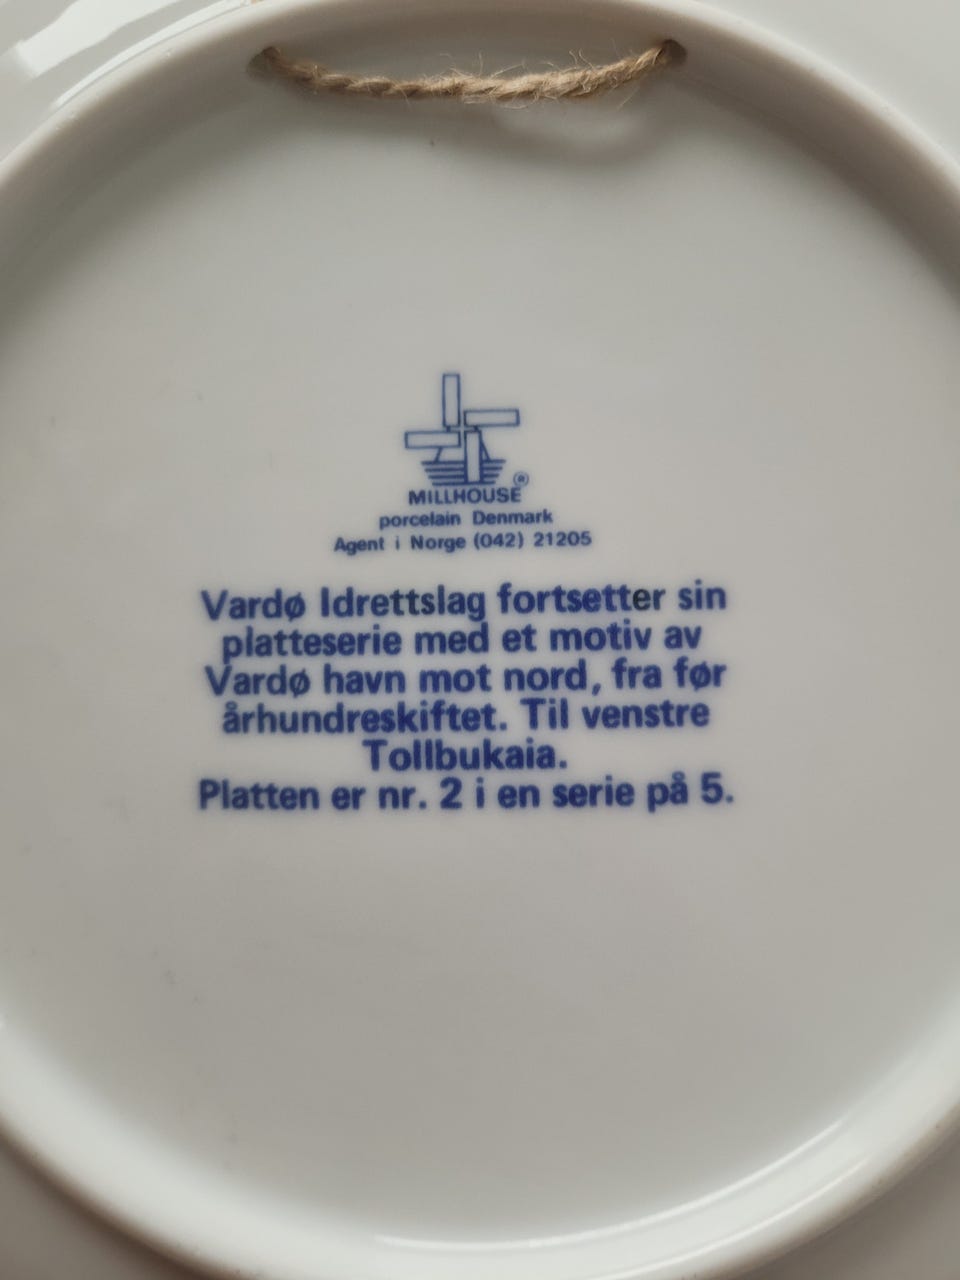 MILLHOUSE®
porcelain Denmark
Agent i Norge (042) 21205
Vardø Idrettslag fortsetter sin
platteserie med et motiv av
Vardø havn mot nord, fra før
århundreskiftet. Til venstre
Tollbukaia.
Platten er nr. 2 i en serie på 5.